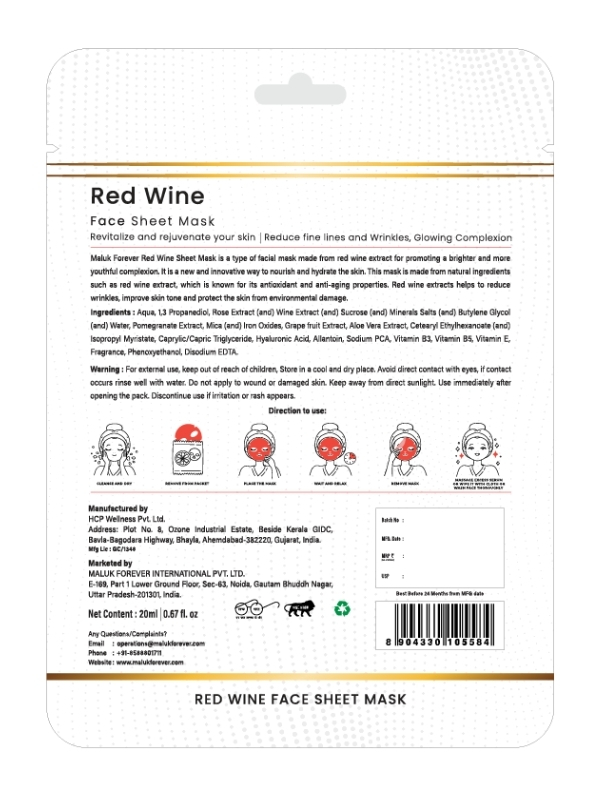 Red Wine
Face Sheet Mask
Revitalize and rejuvenate your skin | Reduce fine lines and Wrinkles, Glowing Complexion
Maluk Forever Red Wine Sheet Mask is a type of facial mask made from red wine extract for promoting a brighter and more
youthful complexion. It is a new and innovative way to nourish and hydrate the skin. This mask is made from natural ingredients
such as red wine extract, which is known for its antioxidant and anti-aging properties. Red wine extracts helps to reduce
wrinkles, improve skin tone and protect the skin from environmental damage.
Ingredients : Aqua, 1,3 Propanediol, Rose Extract (and) Wine Extract (and) Sucrose (and) Minerals Salts (and) Butylene Glycol
(and) Water, Pomegranate Extract, Mica (and) Iron Oxides, Grape fruit Extract, Aloe Vera Extract, Cetearyl Ethylhexanoate (and)
Isopropyl Myristate, Caprylic/Capric Triglyceride, Hyaluronic Acid, Allantoin, Sodium PCA, Vitamin B3, Vitamin B5, Vitamin E,
Fragrance, Phenoxyethanol, Disodium EDTA.
Warning : For external use, keep out of reach of children, Store in a cool and dry place. Avoid direct contact with eyes, if contact
occurs rinse well with water. Do not apply to wound or damaged skin. Keep away from direct sunlight. Use immediately after
opening the pack. Discontinue use if irritation or rash appears.
Direction to use:
CLEANSE AND DRY
REMOVE FROM PACKET
PLACE THE MASK
WAIT AND RELAX
REMOVE MASK
MASSAGE EXCESS SERUM
OR WIPE IT WITH CLOTH OR
WASH FACE THOROUGHLY
Manufactured by
HCP Wellness Pvt. Ltd.
Address: Plot No. 8, Ozone Industrial Estate, Beside Kerala GIDC,
Bavla-Bagodara Highway, Bhayla, Ahemdabad-382220, Gujarat, India.
Mfg Lic : GC/1349
Marketed by
MALUK FOREVER INTERNATIONAL PVT. LTD.
E-169, Part 1 Lower Ground Floor, Sec-63, Noida, Gautam Bhuddh Nagar,
Uttar Pradesh-201301, India.
Net Content : 20ml | 0.67 fl. oz
Any Questions/Complaints?
Email : operations@malukforever.com
Phone : +91-8588801711
Website: www.malukforever.com
Batch No :
MFG Date :
MRP ₹ :
USP :
Best Before 24 Months from MFG date
8 904330 105584
RED WINE FACE SHEET MASK